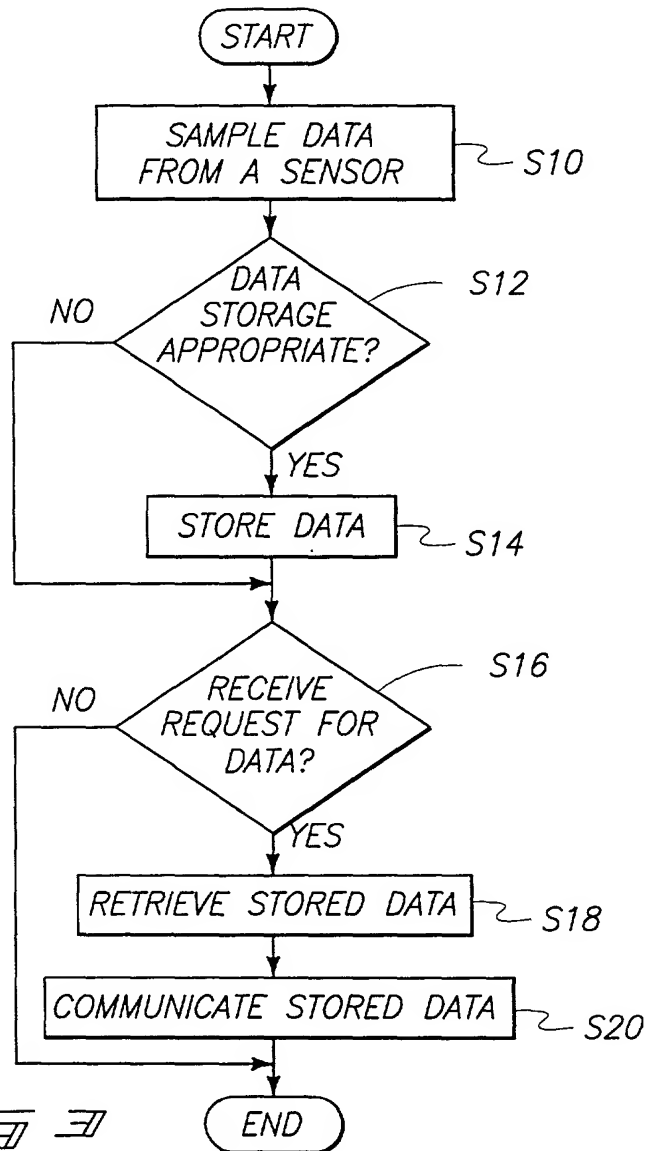 START
SAMPLE DATA
FROM A SENSOR
S10
DATA
STORAGE
APPROPRIATE?
S12
NO
YES
STORE DATA
S14
RECEIVE
REQUEST FOR
DATA?
S16
NO
YES
RETRIEVE STORED DATA
S18
COMMUNICATE STORED DATA
S20
END